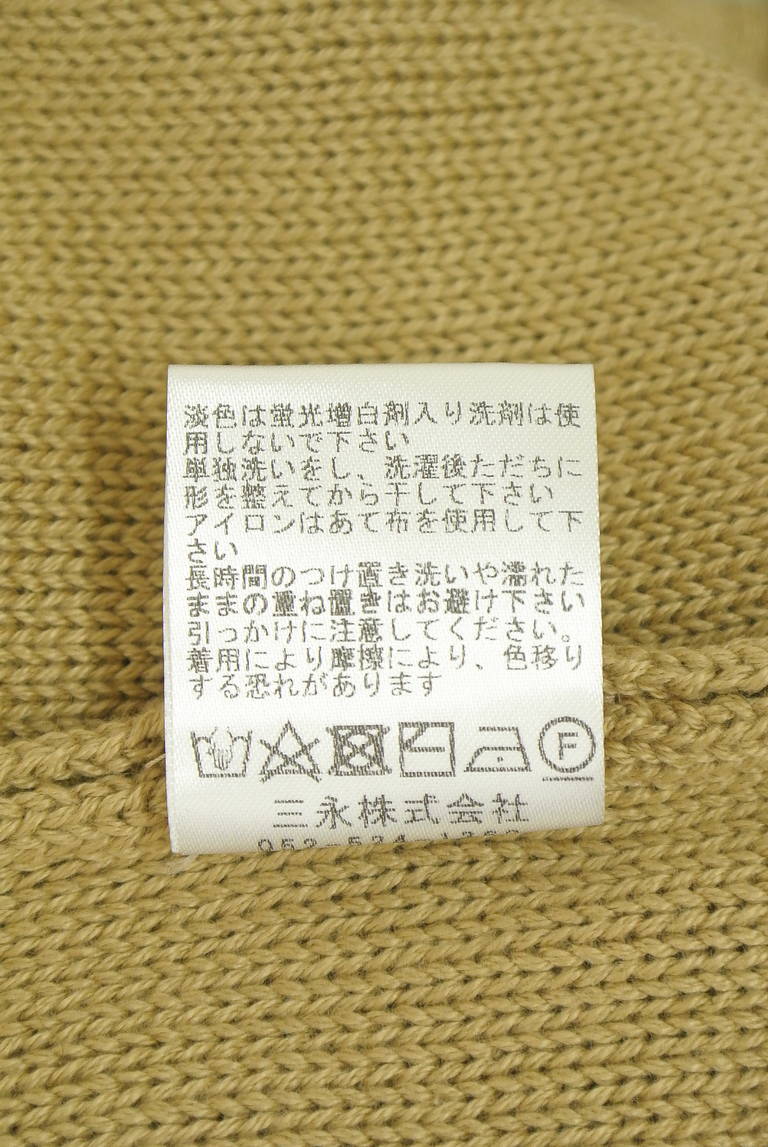 淡色は蛍光増白剤入り洗剤は使
用しないで下さい
単独洗いをし、洗濯後ただちに
形を整えてから干して下さい
アイロンはあて布を使用して下
さい
長時間のつけ置き洗いや濡れた
ままの重ね置きはお避け下さい
引っかけに注意してください。
着用により摩擦により、色移り
する恐れがあります
F
三永株式会社